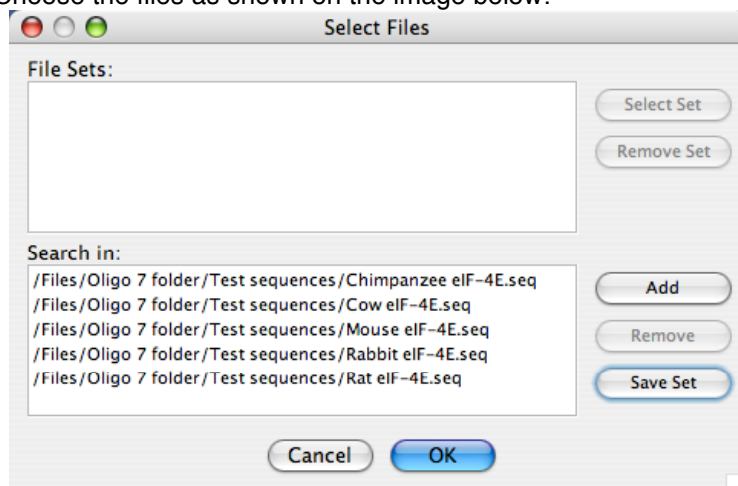 Choose the files as shown on the image below:
Select Files
File Sets:
Select Set
Remove Set
Search in:
/Files/Oligo 7 folder/Test sequences/Chimpanzee eIF-4E.seq
/Files/Oligo 7 folder/Test sequences/Cow eIF-4E.seq
/Files/Oligo 7 folder/Test sequences/Mouse eIF-4E.seq
/Files/Oligo 7 folder/Test sequences/Rabbit eIF-4E.seq
/Files/Oligo 7 folder/Test sequences/Rat eIF-4E.seq
Add
Remove
Save Set
Cancel
OK